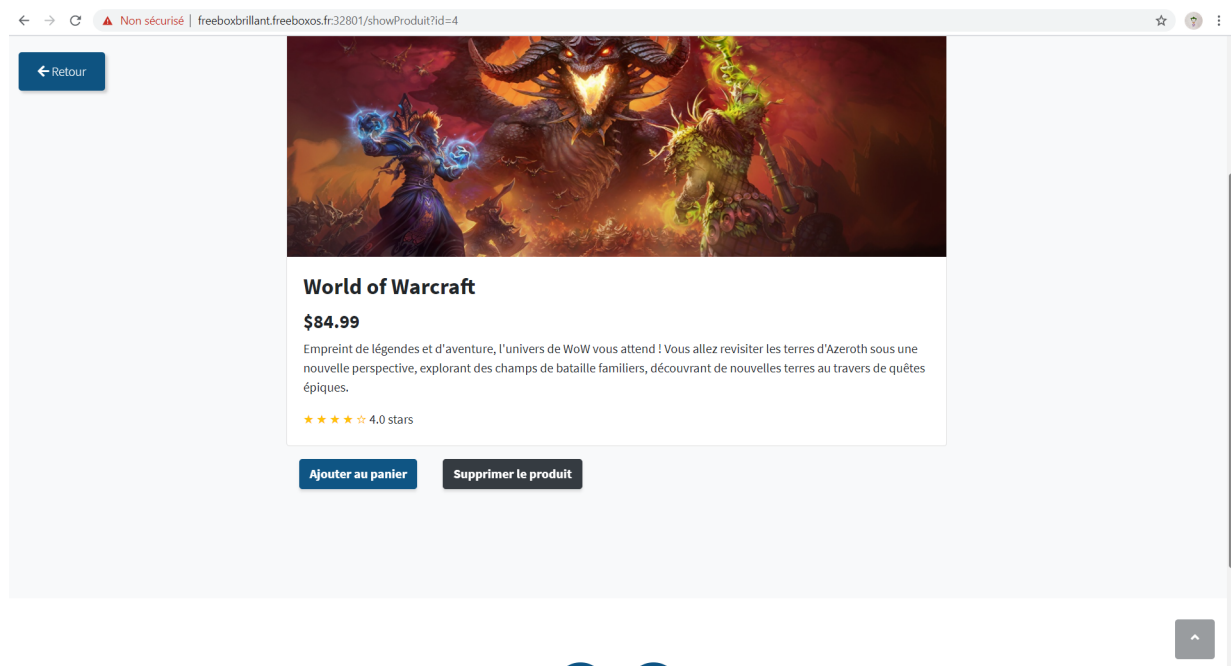 Non sécurisé | freeboxbrillant.freeboxos.fr:32801/showProduit?id=4
Retour
World of Warcraft
$84.99
Empreint de légendes et d'aventure, l'univers de WoW vous attend ! Vous allez revisiter les terres d'Azeroth sous une
nouvelle perspective, explorant des champs de bataille familiers, découvrant de nouvelles terres au travers de quêtes
épiques.
★ ★ ★ ★ ☆ 4.0 stars
Ajouter au panier
Supprimer le produit